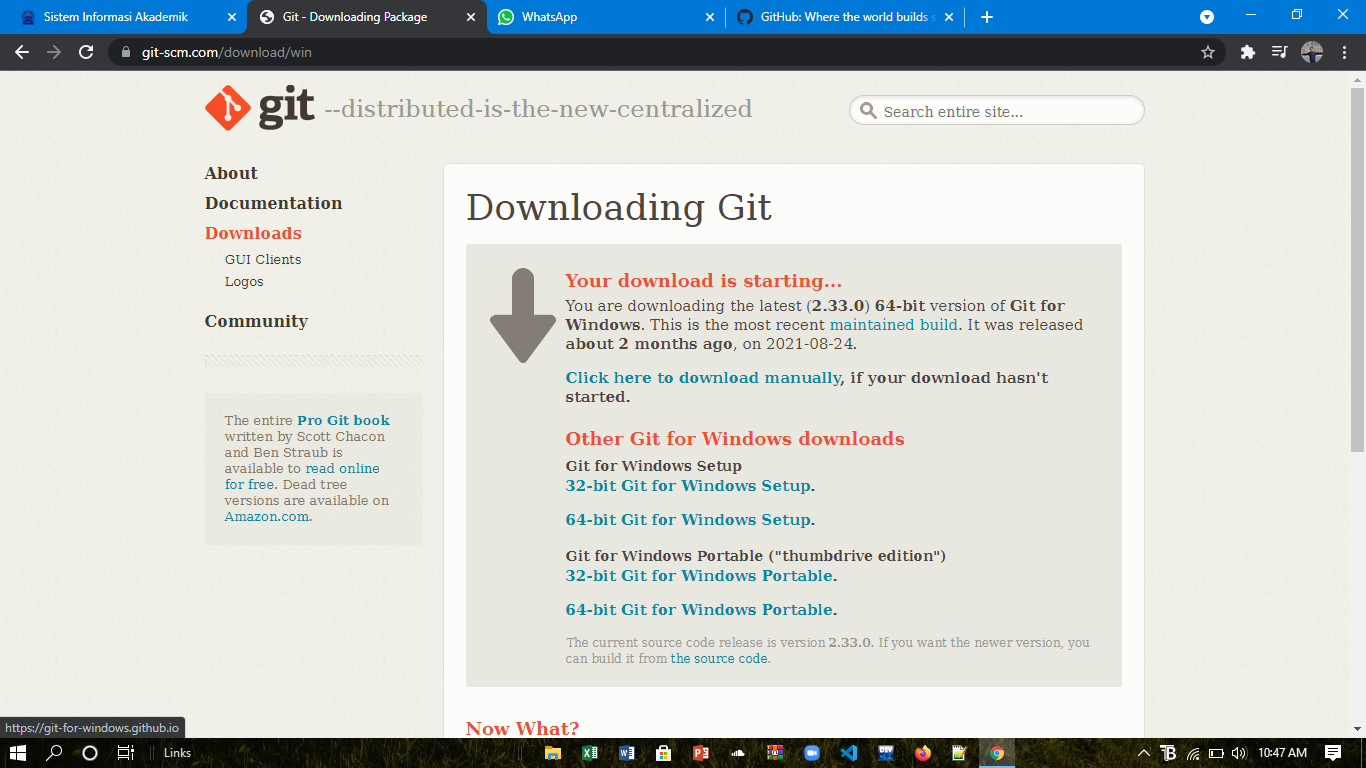 Sistem Informasi Akademik
Git - Downloading Package
WhatsApp
GitHub: Where the world builds s
git-scm.com/download/win
git --distributed-is-the-new-centralized
Search entire site...
About
Documentation
Downloads
GUI Clients
Logos
Community
The entire Pro Git book
written by Scott Chacon
and Ben Straub is
available to read online
for free. Dead tree
versions are available on
Amazon.com.
Downloading Git
Your download is starting...
You are downloading the latest (2.33.0) 64-bit version of Git for
Windows. This is the most recent maintained build. It was released
about 2 months ago, on 2021-08-24.
Click here to download manually, if your download hasn't
started.
Other Git for Windows downloads
Git for Windows Setup
32-bit Git for Windows Setup.
64-bit Git for Windows Setup.
Git for Windows Portable ("thumbdrive edition")
32-bit Git for Windows Portable.
64-bit Git for Windows Portable.
The current source code release is version 2.33.0. If you want the newer version, you
can build it from the source code.
Now What?
https://git-for-windows.github.io
Links
10:47 AM